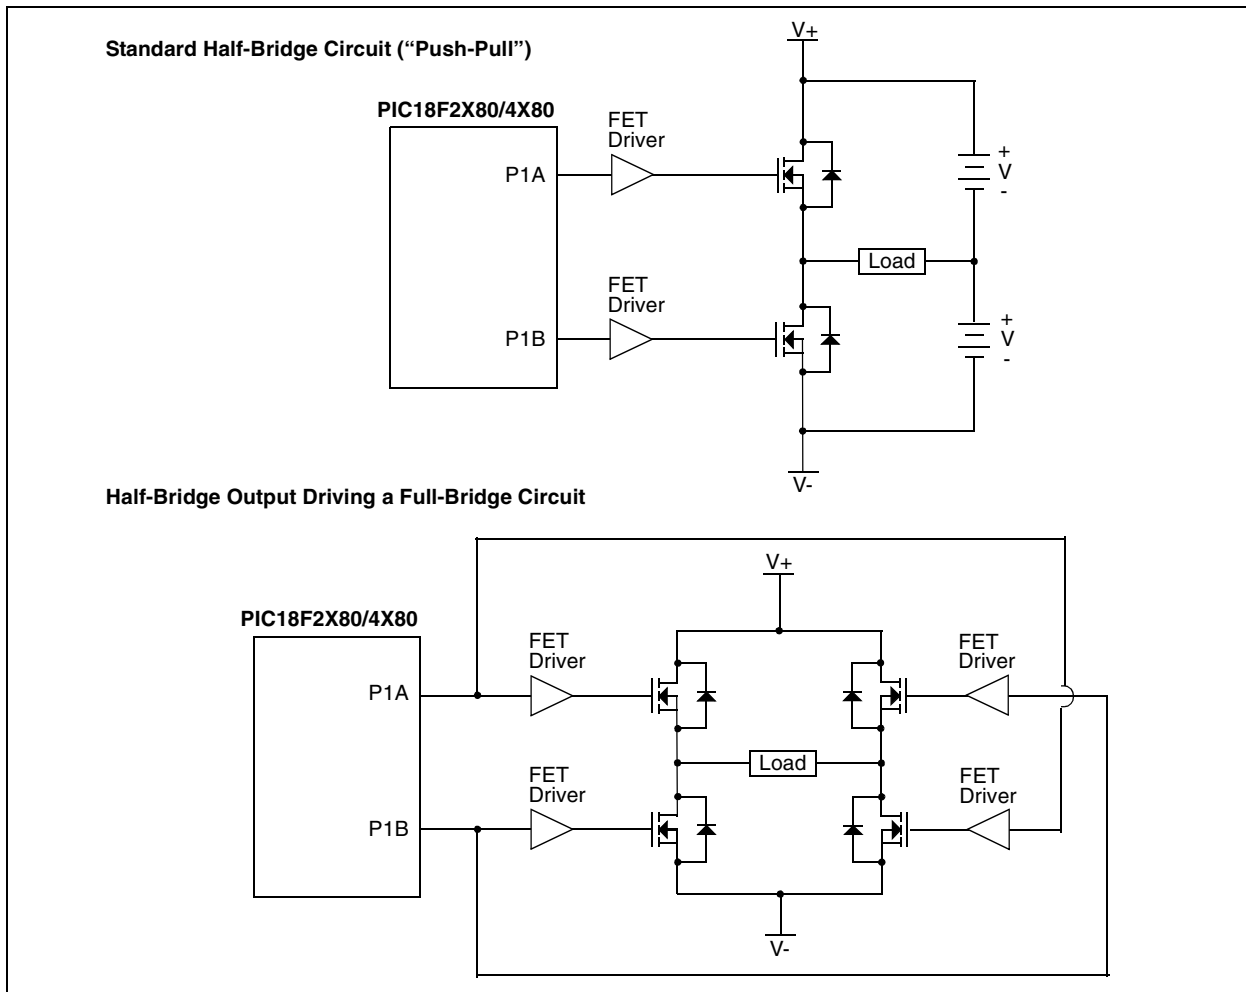 Standard Half-Bridge Circuit (“Push-Pull”)
V+
PIC18F2X80/4X80
FET
Driver
P1A
+
V
-
Load
FET
Driver
P1B
+
V
-
V-
Half-Bridge Output Driving a Full-Bridge Circuit
V+
PIC18F2X80/4X80
FET
Driver
FET
Driver
P1A
Load
FET
Driver
FET
Driver
P1B
V-